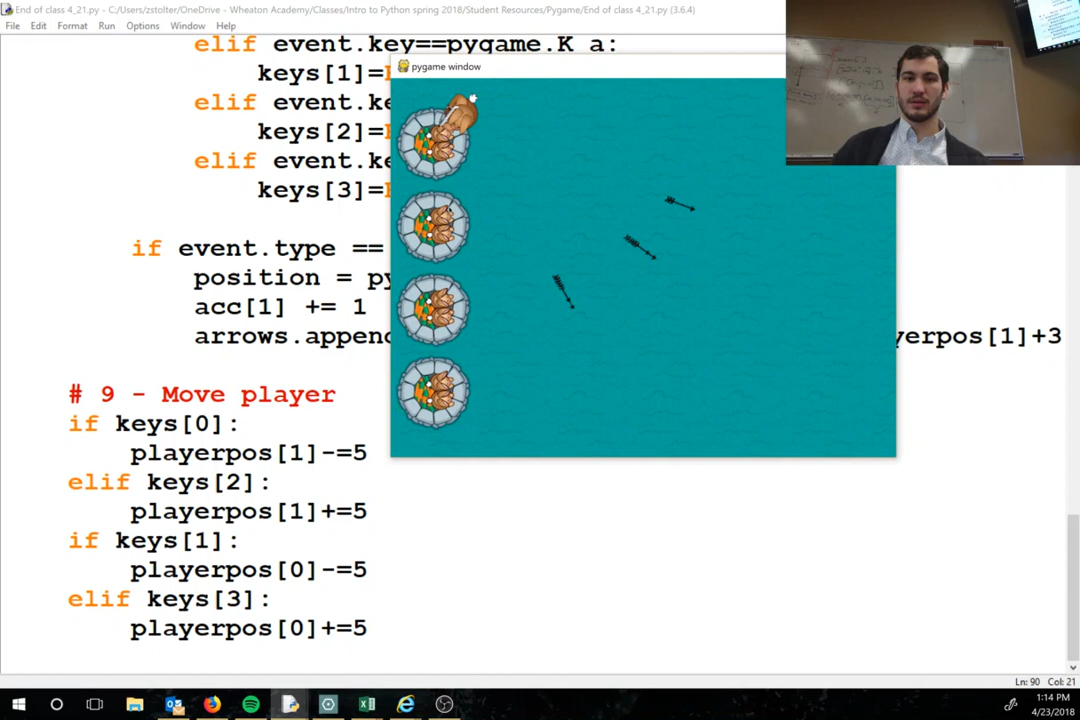 End of class 4_21.py - C:/Users/zstolter/OneDrive - Wheaton Academy/Classes/Intro to Python spring 2018/Student Resources/Pygame/End of class 4_21.py (3.6.4)
File Edit Format Run Options Window Help
elif event.key==pygame.K_a:
keys[1]=
elif event.ke
keys[2]=
elif event.ke
keys[3]=
if event.type ==
position = py
acc[1] += 1
arrows.append
yerpos[1]+3
# 9 - Move player
if keys[0]:
playerpos[1]-=5
elif keys[2]:
playerpos[1]+=5
if keys[1]:
playerpos[0]-=5
elif keys[3]:
playerpos[0]+=5
pygame window
Ln: 90 Col: 21
1:14 PM
4/23/2018